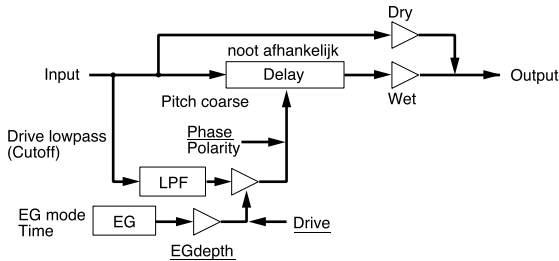 Dry
noot afhankelijk
Input
Delay
Output
Pitch coarse
Wet
Phase
Polarity
Drive lowpass
(Cutoff)
LPF
EG mode
Time
EG
Drive
EGdepth